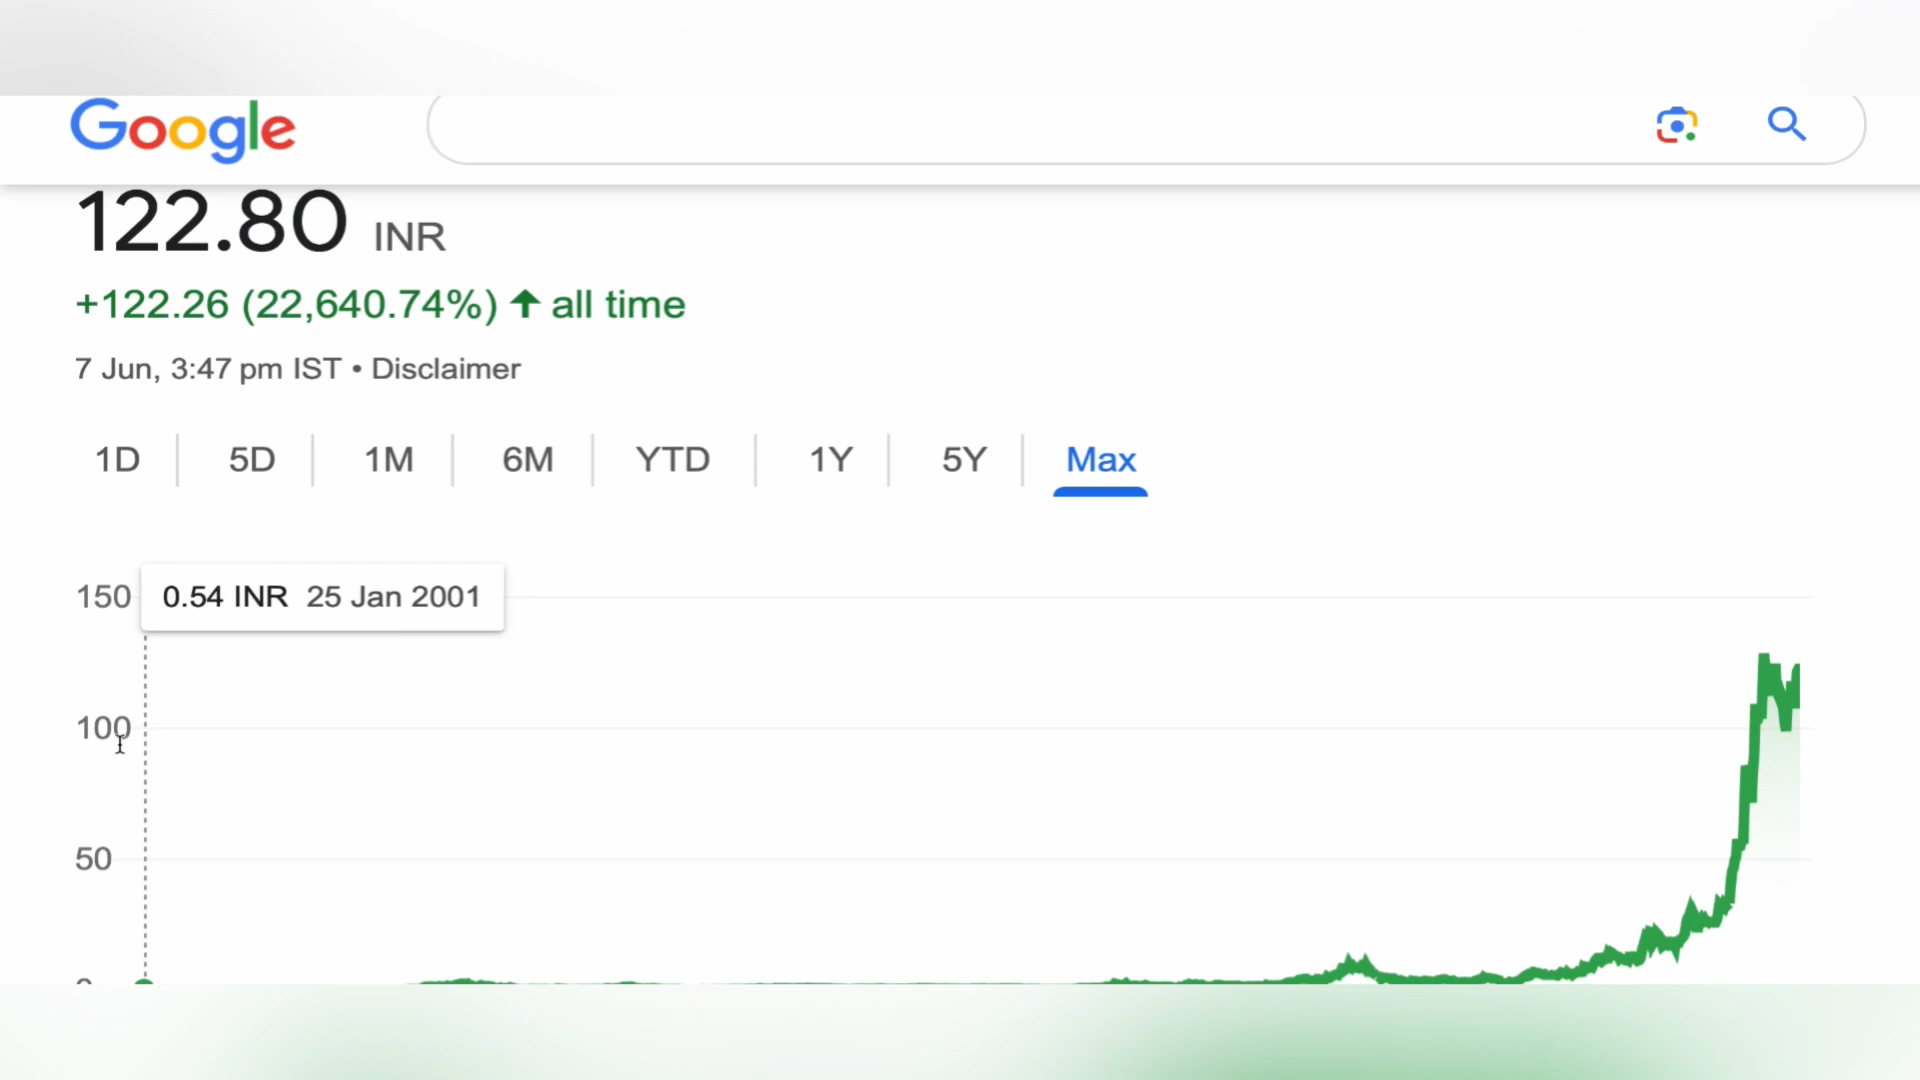 Google
122.80 INR
+122.26 (22,640.74%) ↑ all time
7 Jun, 3:47 pm IST • Disclaimer
1D 5D 1M 6M YTD 1Y 5Y Max
150 0.54 INR 25 Jan 2001
100
50
0